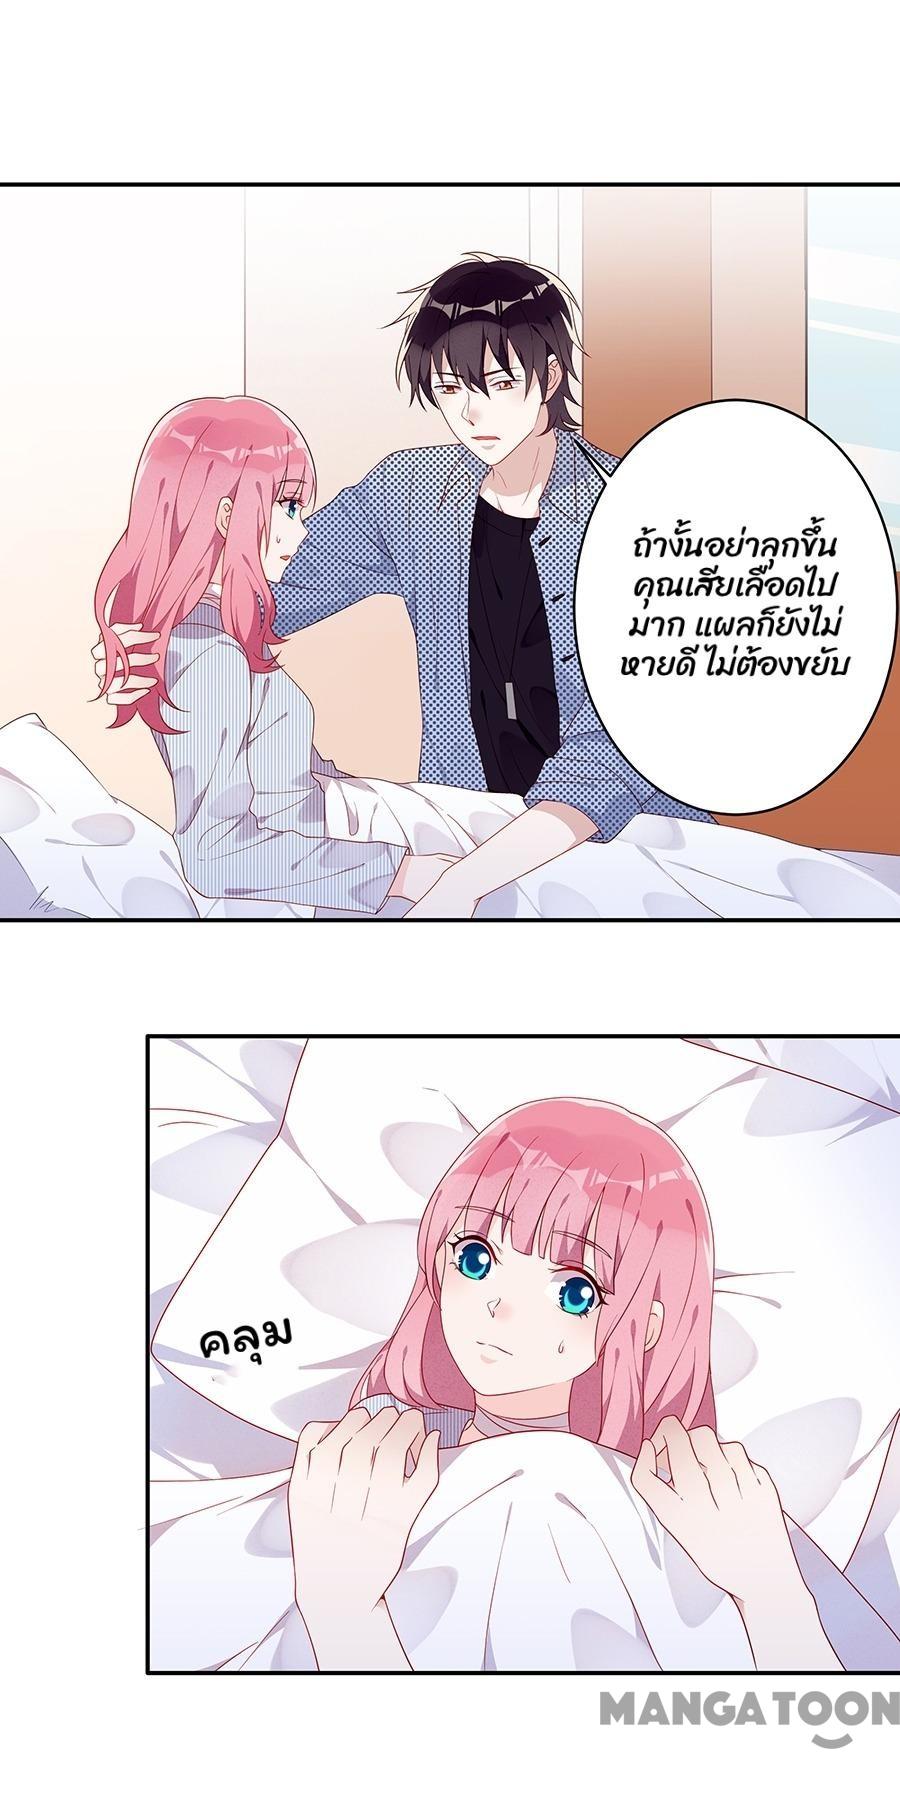 ถ้างั้นอย่าลุกขึ้น
คุณเสียเลือดไป
มาก แผลก็ยังไม่
หายดี ไม่ต้องขยับ
คลุม
MANGATOON